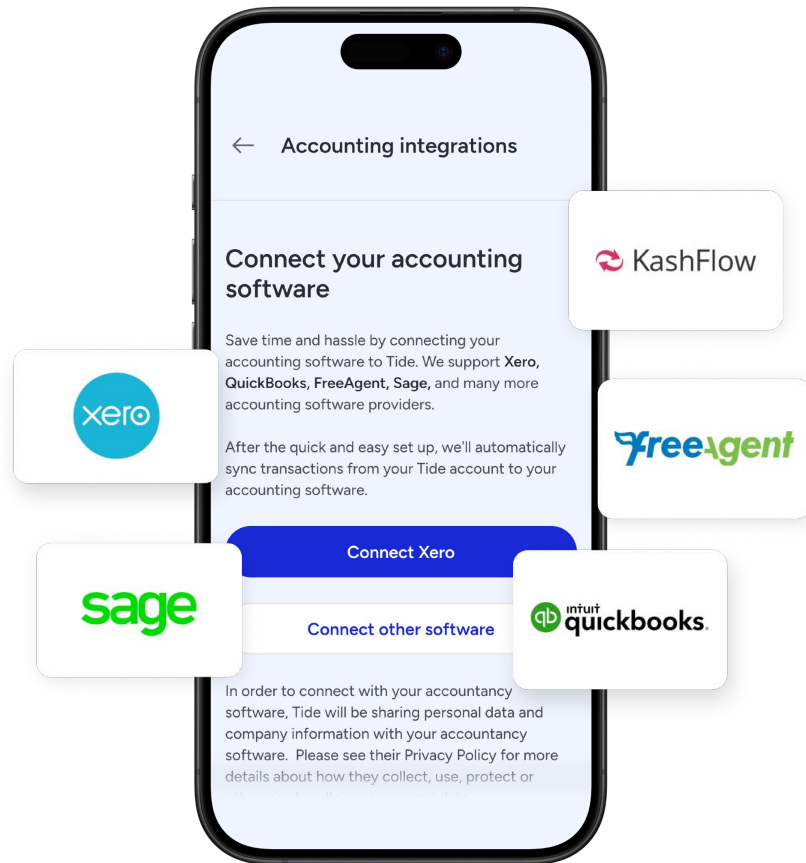 Accounting integrations
Connect your accounting
software
KashFlow
Save time and hassle by connecting your
accounting software to Tide. We support Xero,
QuickBooks, FreeAgent, Sage, and many more
accounting software providers.
xero
freeagent
After the quick and easy set up, we'll automatically
sync transactions from your Tide account to your
accounting software.
Connect Xero
sage
qb intuit
quickbooks.
Connect other software
In order to connect with your accountancy
software, Tide will be sharing personal data and
company information with your accountancy
software. Please see their Privacy Policy for more
details about how they collect, use, protect or